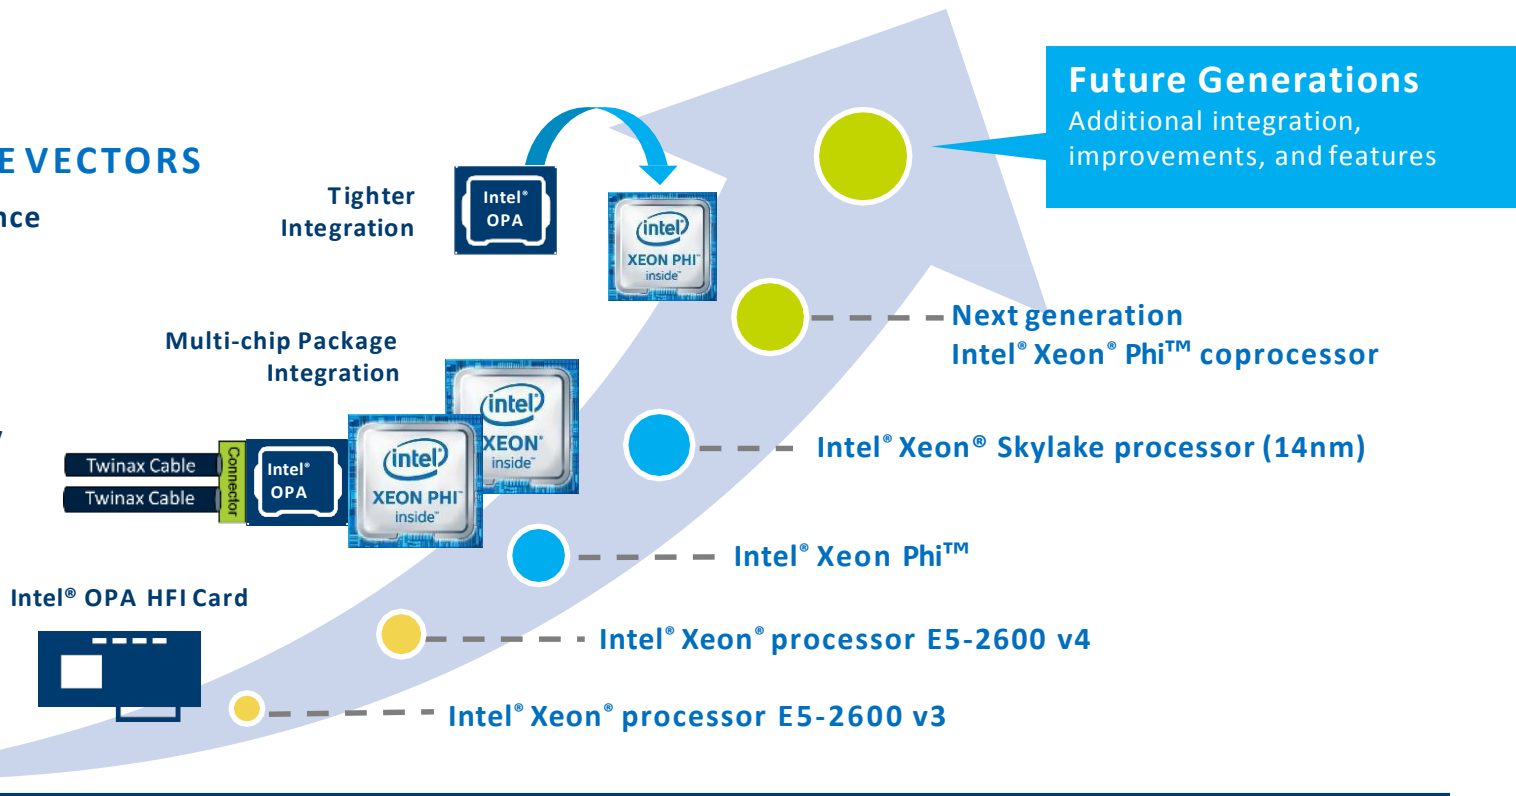 Future Generations
Additional integration,
improvements, and features
E VECTORS
nce
Tighter
Integration
Intel®
OPA
intel®
XEON PHI™
inside™
Next generation
Intel® Xeon® Phi™ coprocessor
Multi-chip Package
Integration
intel®
XEON®
inside™
Intel® Xeon® Skylake processor (14nm)
Twinax Cable
Twinax Cable
Connector
Intel®
OPA
intel®
XEON PHI™
inside™
Intel® Xeon Phi™
Intel® OPA HFI Card
Intel® Xeon® processor E5-2600 v4
Intel® Xeon® processor E5-2600 v3